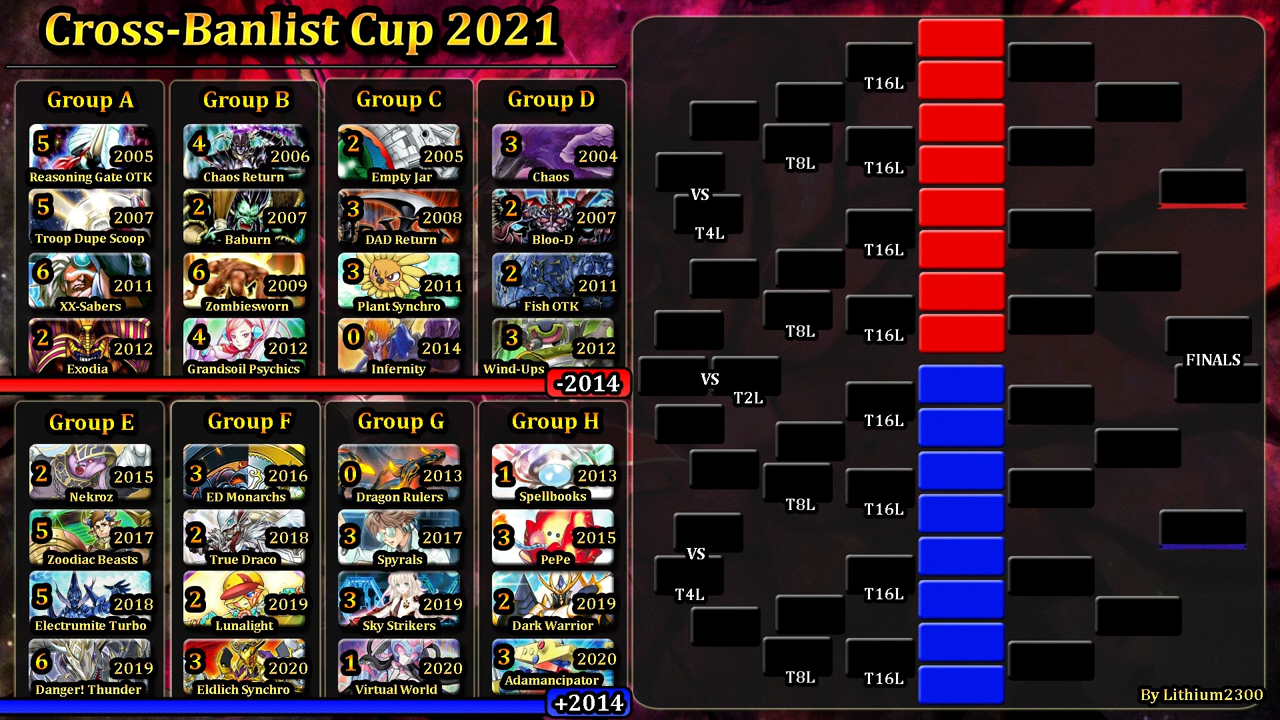 Cross-Banlist Cup 2021
Group A
5 2005
Reasoning Gate OTK
5 2007
Troop Dupe Scoop
6 2011
XX-Sabers
2 2012
Exodia
Group B
4 2006
Chaos Return
2 2007
Baburn
6 2009
Zombiesworn
4 2012
Grandsoil Psychics
Group C
2 2005
Empty Jar
3 2008
DAD Return
3 2011
Plant Synchro
0 2014
Infernity
Group D
3 2004
Chaos
2 2007
Bloo-D
2 2011
Fish OTK
3 2012
Wind-Ups
-2014
Group E
2 2015
Nekroz
5 2017
Zoodiac Beasts
5 2018
Electrumite Turbo
6 2019
Danger! Thunder
Group F
3 2016
ED Monarchs
2 2018
True Draco
2 2019
Lunalight
3 2020
Eldlich Synchro
Group G
0 2013
Dragon Rulers
3 2017
Spyrals
3 2019
Sky Strikers
1 2020
Virtual World
Group H
1 2013
Spellbooks
3 2015
PePe
2 2019
Dark Warrior
3 2020
Adamancipator
+2014
T16L
T8L
T16L
VS
T4L
T16L
T8L
T16L
VS
T2L
T16L
T8L
T16L
VS
T4L
T16L
T8L
T16L
FINALS
By Lithium2300